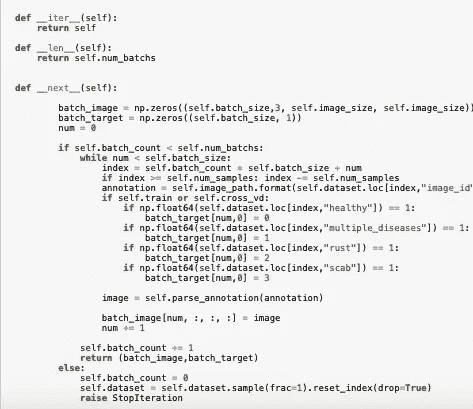 def __iter__(self):
    return self
def __len__(self):
    return self.num_batchs
def __next__(self):
        batch_image = np.zeros((self.batch_size,3, self.image_size, self.image_size))
        batch_target = np.zeros((self.batch_size, 1))
        num = 0
        if self.batch_count < self.num_batchs:
            while num < self.batch_size:
                index = self.batch_count * self.batch_size + num
                if index >= self.num_samples: index -= self.num_samples
                annotation = self.image_path.format(self.dataset.loc[index,"image_id"
                if self.train or self.cross_vd:
                    if np.float64(self.dataset.loc[index,"healthy"]) == 1:
                        batch_target[num,0] = 0
                    if np.float64(self.dataset.loc[index,"multiple_diseases"]) == 1:
                        batch_target[num,0] = 1
                    if np.float64(self.dataset.loc[index,"rust"]) == 1:
                        batch_target[num,0] = 2
                    if np.float64(self.dataset.loc[index,"scab"]) == 1:
                        batch_target[num,0] = 3
                image = self.parse_annotation(annotation)
                batch_image[num, :, :, :] = image
                num += 1
            self.batch_count += 1
            return (batch_image,batch_target)
        else:
            self.batch_count = 0
            self.dataset = self.dataset.sample(frac=1).reset_index(drop=True)
            raise StopIteration